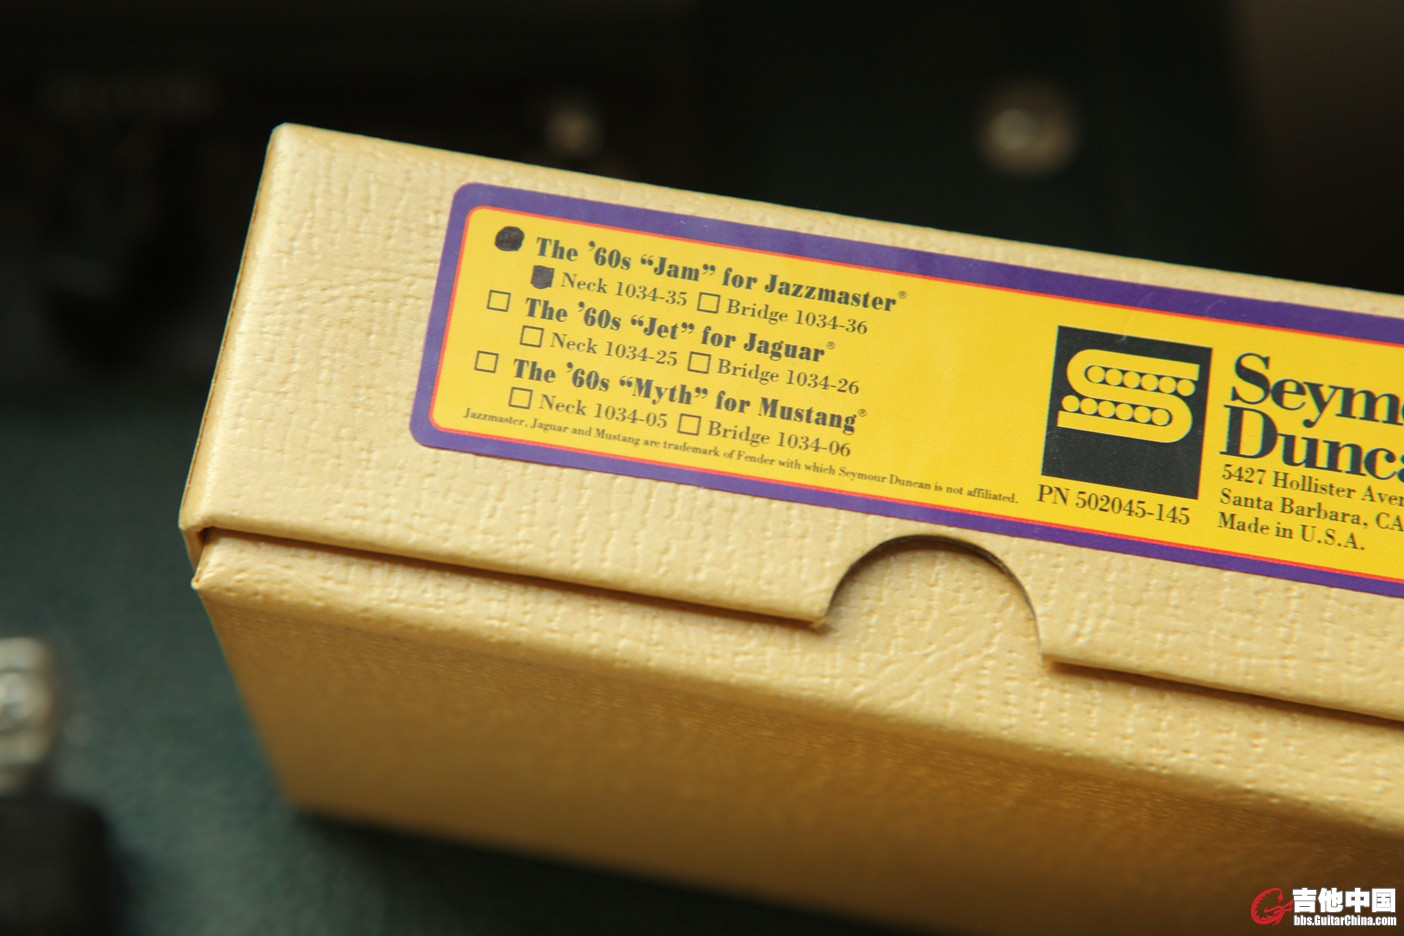 The ’60s “Jam” for Jazzmaster®
Neck 1034-35 Bridge 1034-36
The ’60s “Jet” for Jaguar®
Neck 1034-25 Bridge 1034-26
The ’60s “Myth” for Mustang®
Neck 1034-05 Bridge 1034-06
Jazzmaster, Jaguar and Mustang are trademark of Fender with which Seymour Duncan is not affiliated.
PN 502045-145
Seym
Dunca
5427 Hollister Aven
Santa Barbara, CA
Made in U.S.A.
吉他中国
bbs.GuitarChina.com